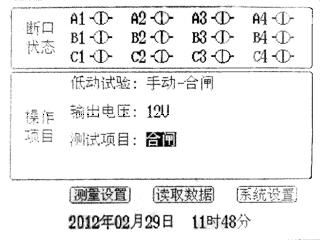 断口状态
A1 A2 A3 A4
B1 B2 B3 B4
C1 C2 C3 C4
操作项目
低动试验: 手动-合闸
输出电压: 12V
测试项目: 合闸
测量设置 读取数据 系统设置
2012年02月29日 11时48分